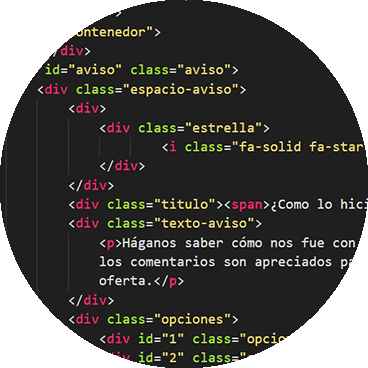 ontenedor">
</div>
id="aviso" class="aviso">
<div class="espacio-aviso">
<div>
<div class="estrella">
<i class="fa-solid fa-star
</div>
</div>
<div class="titulo"><span>¿Como lo hici
<div class="texto-aviso">
<p>Háganos saber cómo nos fue con
los comentarios son apreciados pa
oferta.</p>
</div>
<div class="opciones">
<div id="1" class="opcio
div id="2" class="